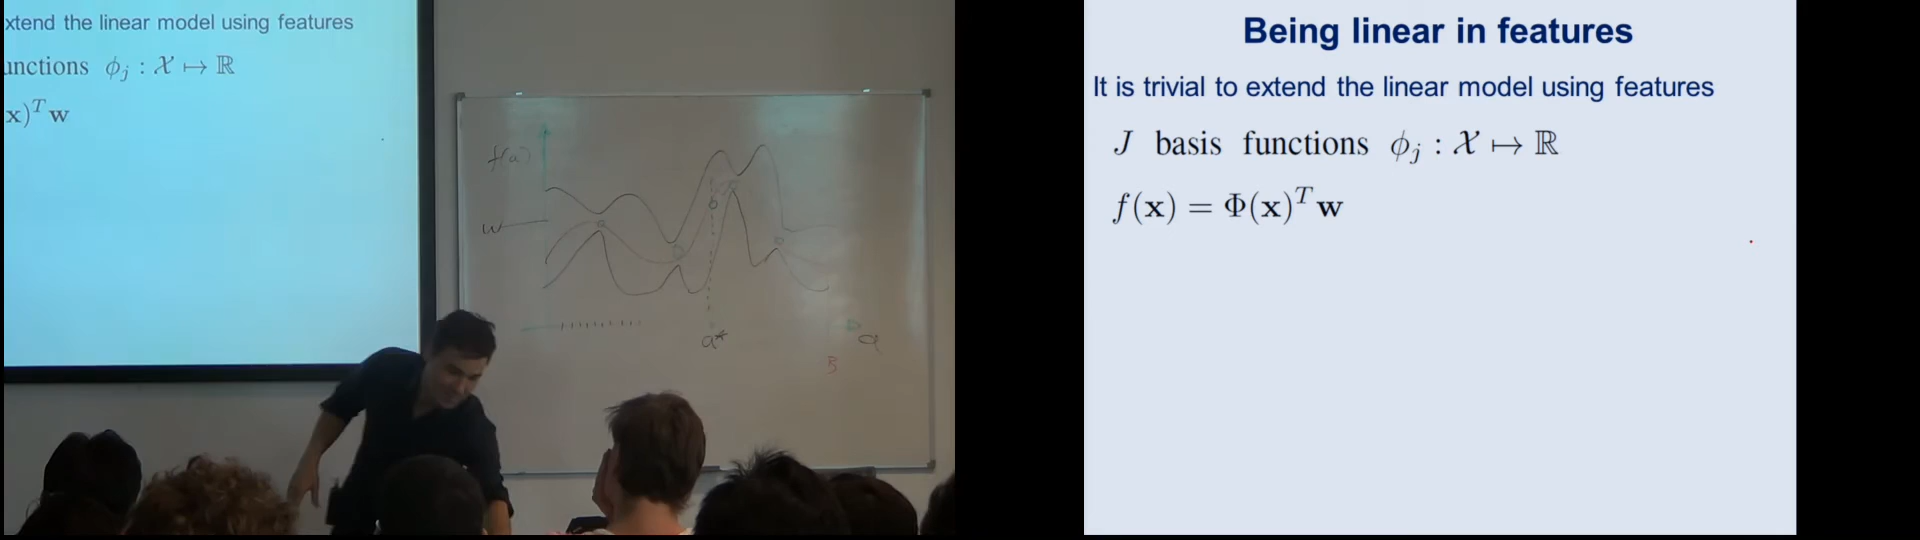 xtend the linear model using features
unctions ϕ_j : 𝒳 ↦ ℝ
x)^T w
f(a)
w
a*
a
B
Being linear in features
It is trivial to extend the linear model using features
J basis functions ϕ_j : 𝒳 ↦ ℝ
f(x) = Φ(x)^T w